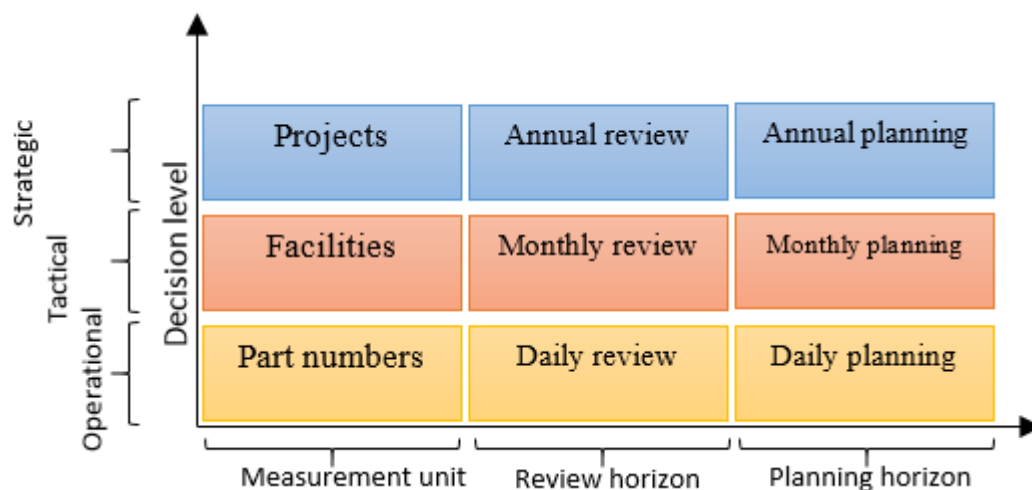 Strategic
Tactical
Operational
Decision level
Projects
Annual review
Annual planning
Facilities
Monthly review
Monthly planning
Part numbers
Daily review
Daily planning
Measurement unit
Review horizon
Planning horizon